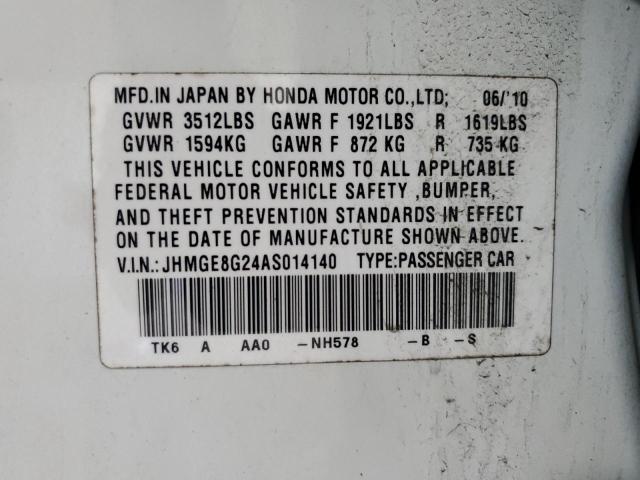 MFD.IN JAPAN BY HONDA MOTOR CO.,LTD; 06/'10
GVWR 3512LBS GAWR F 1921LBS R 1619LBS
GVWR 1594KG GAWR F 872 KG R 735 KG
THIS VEHICLE CONFORMS TO ALL APPLICABLE
FEDERAL MOTOR VEHICLE SAFETY ,BUMPER,
AND THEFT PREVENTION STANDARDS IN EFFECT
ON THE DATE OF MANUFACTURE SHOWN ABOVE.
V.I.N.:JHMGE8G24AS014140 TYPE:PASSENGER CAR
TK6 A AA0 -NH578 -B -S